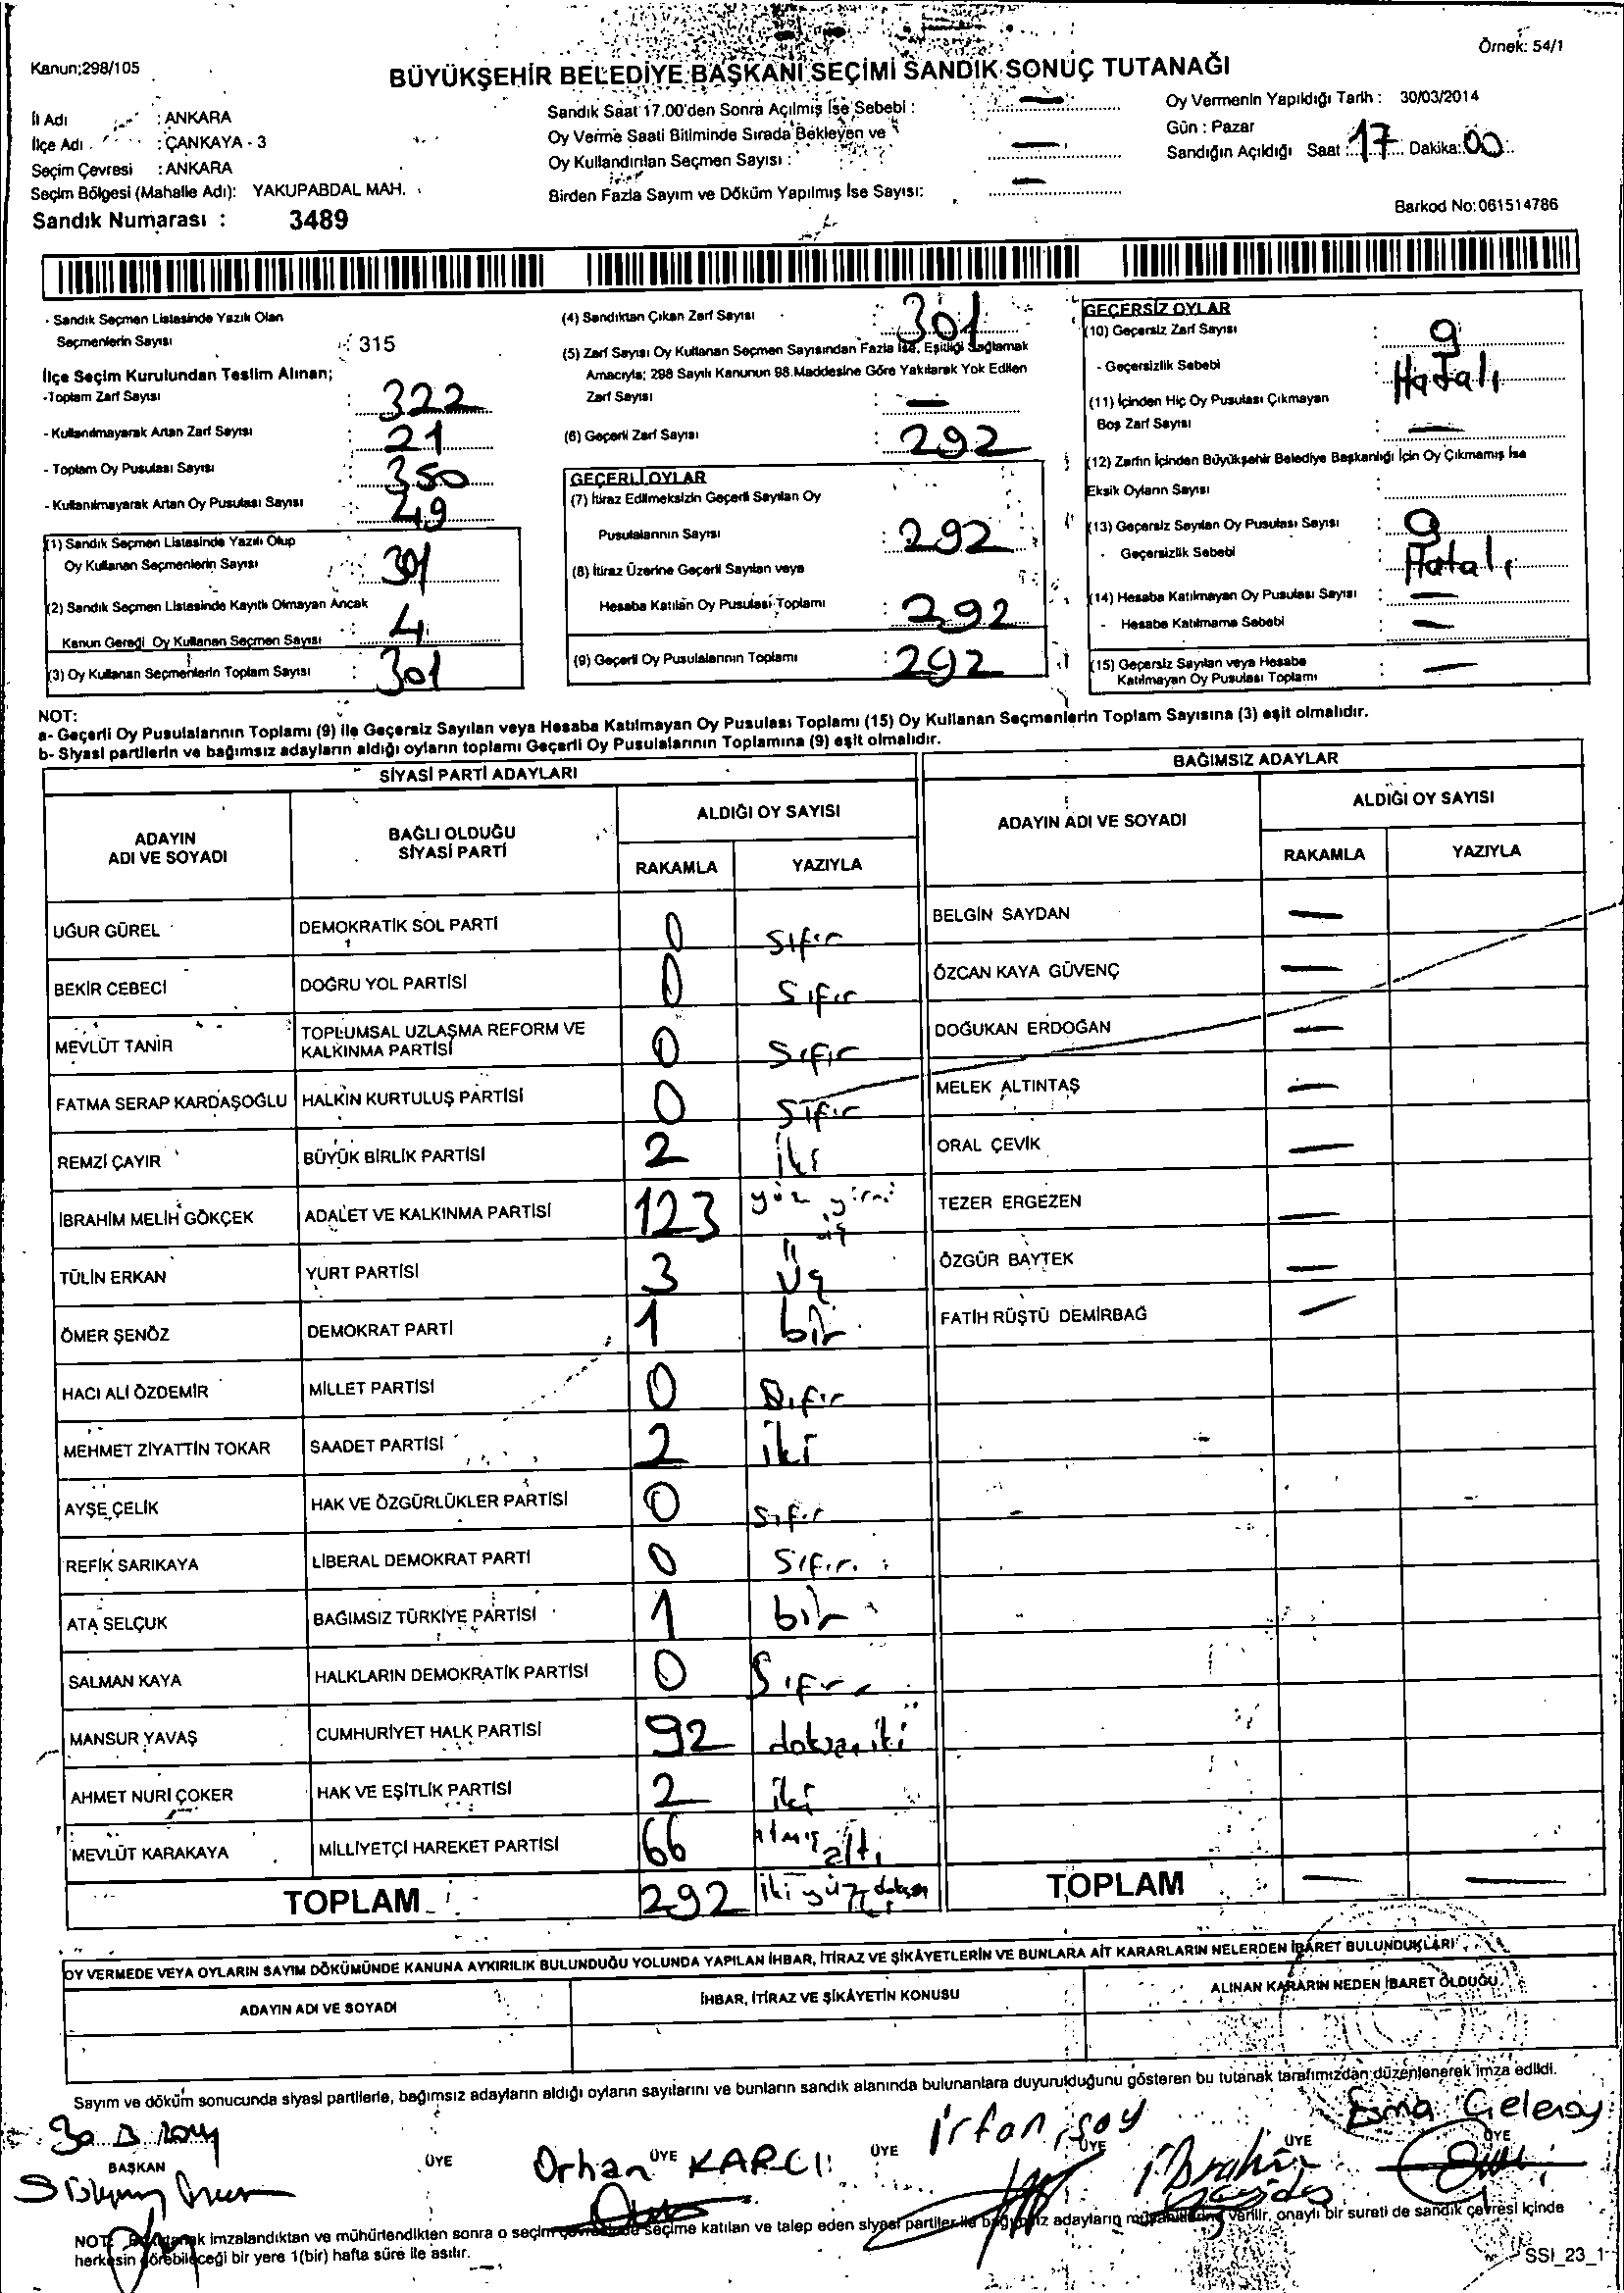 Kanun;298/105
Örnek: 54/1
BÜYÜKŞEHİR BELEDİYE BAŞKANI SEÇİMİ SANDIK SONUÇ TUTANAĞI
İl Adı : ANKARA
İlçe Adı : ÇANKAYA - 3
Seçim Çevresi : ANKARA
Seçim Bölgesi (Mahalle Adı): YAKUPABDAL MAH.
Sandık Numarası : 3489
Sandık Saat 17.00'den Sonra Açılmış İse Sebebi : —
Oy Verme Saati Bitiminde Sırada Bekleyen ve
Oy Kullandırılan Seçmen Sayısı : —
Birden Fazla Sayım ve Döküm Yapılmış İse Sayısı: —
Oy Vermenin Yapıldığı Tarih : 30/03/2014
Gün : Pazar
Sandığın Açıldığı Saat : 17 Dakika: 00
Barkod No: 061514786
- Sandık Seçmen Listesinde Yazılı Olan
Seçmenlerin Sayısı : 315
İlçe Seçim Kurulundan Teslim Alınan;
-Toplam Zarf Sayısı : 322
- Kullanılmayarak Artan Zarf Sayısı : 21
- Toplam Oy Pusulası Sayısı : 350
- Kullanılmayarak Artan Oy Pusulası Sayısı : 49
(1) Sandık Seçmen Listesinde Yazılı Olup
Oy Kullanan Seçmenlerin Sayısı : 301
(2) Sandık Seçmen Listesinde Kayıtlı Olmayan Ancak
Kanun Gereği Oy Kullanan Seçmen Sayısı : 4
(3) Oy Kullanan Seçmenlerin Toplam Sayısı : 301
(4) Sandıktan Çıkan Zarf Sayısı : 301
(5) Zarf Sayısı Oy Kullanan Seçmen Sayısından Fazla İse, Eşitliği Sağlamak
Amacıyla; 298 Sayılı Kanunun 98.Maddesine Göre Yakılarak Yok Edilen
Zarf Sayısı : —
(6) Geçerli Zarf Sayısı : 292
GEÇERLİ OYLAR
(7) İtiraz Edilmeksizin Geçerli Sayılan Oy
Pusulalarının Sayısı : 292
(8) İtiraz Üzerine Geçerli Sayılan veya
Hesaba Katılan Oy Pusulası Toplamı : 292
(9) Geçerli Oy Pusulalarının Toplamı : 292
GEÇERSİZ OYLAR
(10) Geçersiz Zarf Sayısı : 9
- Geçersizlik Sebebi : Hatalı
(11) İçinden Hiç Oy Pusulası Çıkmayan
Boş Zarf Sayısı : —
(12) Zarfın İçinden Büyükşehir Belediye Başkanlığı İçin Oy Çıkmamış İse
Eksik Oyların Sayısı :
(13) Geçersiz Sayılan Oy Pusulası Sayısı : 9
- Geçersizlik Sebebi : Hatalı
(14) Hesaba Katılmayan Oy Pusulası Sayısı : —
- Hesaba Katılmama Sebebi : —
(15) Geçersiz Sayılan veya Hesaba
Katılmayan Oy Pusulası Toplamı : —
NOT:
a- Geçerli Oy Pusulalarının Toplamı (9) ile Geçersiz Sayılan veya Hesaba Katılmayan Oy Pusulası Toplamı (15) Oy Kullanan Seçmenlerin Toplam Sayısına (3) eşit olmalıdır.
b- Siyasi partilerin ve bağımsız adayların aldığı oyların toplamı Geçerli Oy Pusulalarının Toplamına (9) eşit olmalıdır.
SİYASİ PARTİ ADAYLARI
ADAYIN ADI VE SOYADI BAĞLI OLDUĞU SİYASİ PARTİ ALDIĞI OY SAYISI
RAKAMLA YAZIYLA
UĞUR GÜREL DEMOKRATİK SOL PARTİ 0 Sıfır
BEKİR CEBECİ DOĞRU YOL PARTİSİ 0 Sıfır
MEVLÜT TANİR TOPLUMSAL UZLAŞMA REFORM VE KALKINMA PARTİSİ 0 Sıfır
FATMA SERAP KARDAŞOĞLU HALKIN KURTULUŞ PARTİSİ 0 Sıfır
REMZİ ÇAYIR BÜYÜK BİRLİK PARTİSİ 2 iki
İBRAHİM MELİH GÖKÇEK ADALET VE KALKINMA PARTİSİ 123 yüz yirmi üç
TÜLİN ERKAN YURT PARTİSİ 3 Üç
ÖMER ŞENÖZ DEMOKRAT PARTİ 1 bir
HACI ALİ ÖZDEMİR MİLLET PARTİSİ 0 Sıfır
MEHMET ZİYATTİN TOKAR SAADET PARTİSİ 2 iki
AYŞE ÇELİK HAK VE ÖZGÜRLÜKLER PARTİSİ 0 Sıfır
REFİK SARIKAYA LİBERAL DEMOKRAT PARTİ 0 Sıfır
ATA SELÇUK BAĞIMSIZ TÜRKİYE PARTİSİ 1 bir
SALMAN KAYA HALKLARIN DEMOKRATİK PARTİSİ 0 Sıfır
MANSUR YAVAŞ CUMHURİYET HALK PARTİSİ 92 doksan iki
AHMET NURİ ÇOKER HAK VE EŞİTLİK PARTİSİ 2 iki
MEVLÜT KARAKAYA MİLLİYETÇİ HAREKET PARTİSİ 66 Atmış altı
TOPLAM 292 iki yüz doksan iki
BAĞIMSIZ ADAYLAR
ADAYIN ADI VE SOYADI ALDIĞI OY SAYISI
RAKAMLA YAZIYLA
BELGİN SAYDAN —
ÖZCAN KAYA GÜVENÇ —
DOĞUKAN ERDOĞAN —
MELEK ALTINTAŞ —
ORAL ÇEVİK —
TEZER ERGEZEN —
ÖZGÜR BAYTEK —
FATİH RÜŞTÜ DEMİRBAĞ —
TOPLAM — —
OY VERMEDE VEYA OYLARIN SAYIM DÖKÜMÜNDE KANUNA AYKIRILIK BULUNDUĞU YOLUNDA YAPILAN İHBAR, İTİRAZ VE ŞİKÂYETLERİN VE BUNLARA AİT KARARLARIN NELERDEN İBARET BULUNDUKLARI
ADAYIN ADI VE SOYADI İHBAR, İTİRAZ VE ŞİKÂYETİN KONUSU ALINAN KARARIN NEDEN İBARET OLDUĞU
Sayım ve döküm sonucunda siyasi partilerle, bağımsız adayların aldığı oyların sayılarını ve bunların sandık alanında bulunanlara duyurulduğunu gösteren bu tutanak tarafımızdan düzenlenerek imza edildi.
30 3 2014
BAŞKAN ÜYE ÜYE ÜYE ÜYE ÜYE ÜYE
Orhan KARCI
İrfan soy
İbrahim
Esma
NOT: Bu tutanak imzalandıktan ve mühürlendikten sonra o seçim çevresinde seçime katılan ve talep eden siyasi partiler ile bağımsız adayların müşahitlerine verilir, onaylı bir sureti de sandık çevresi içinde
herkesin görebileceği bir yere 1(bir) hafta süre ile asılır.
SSI_23_1